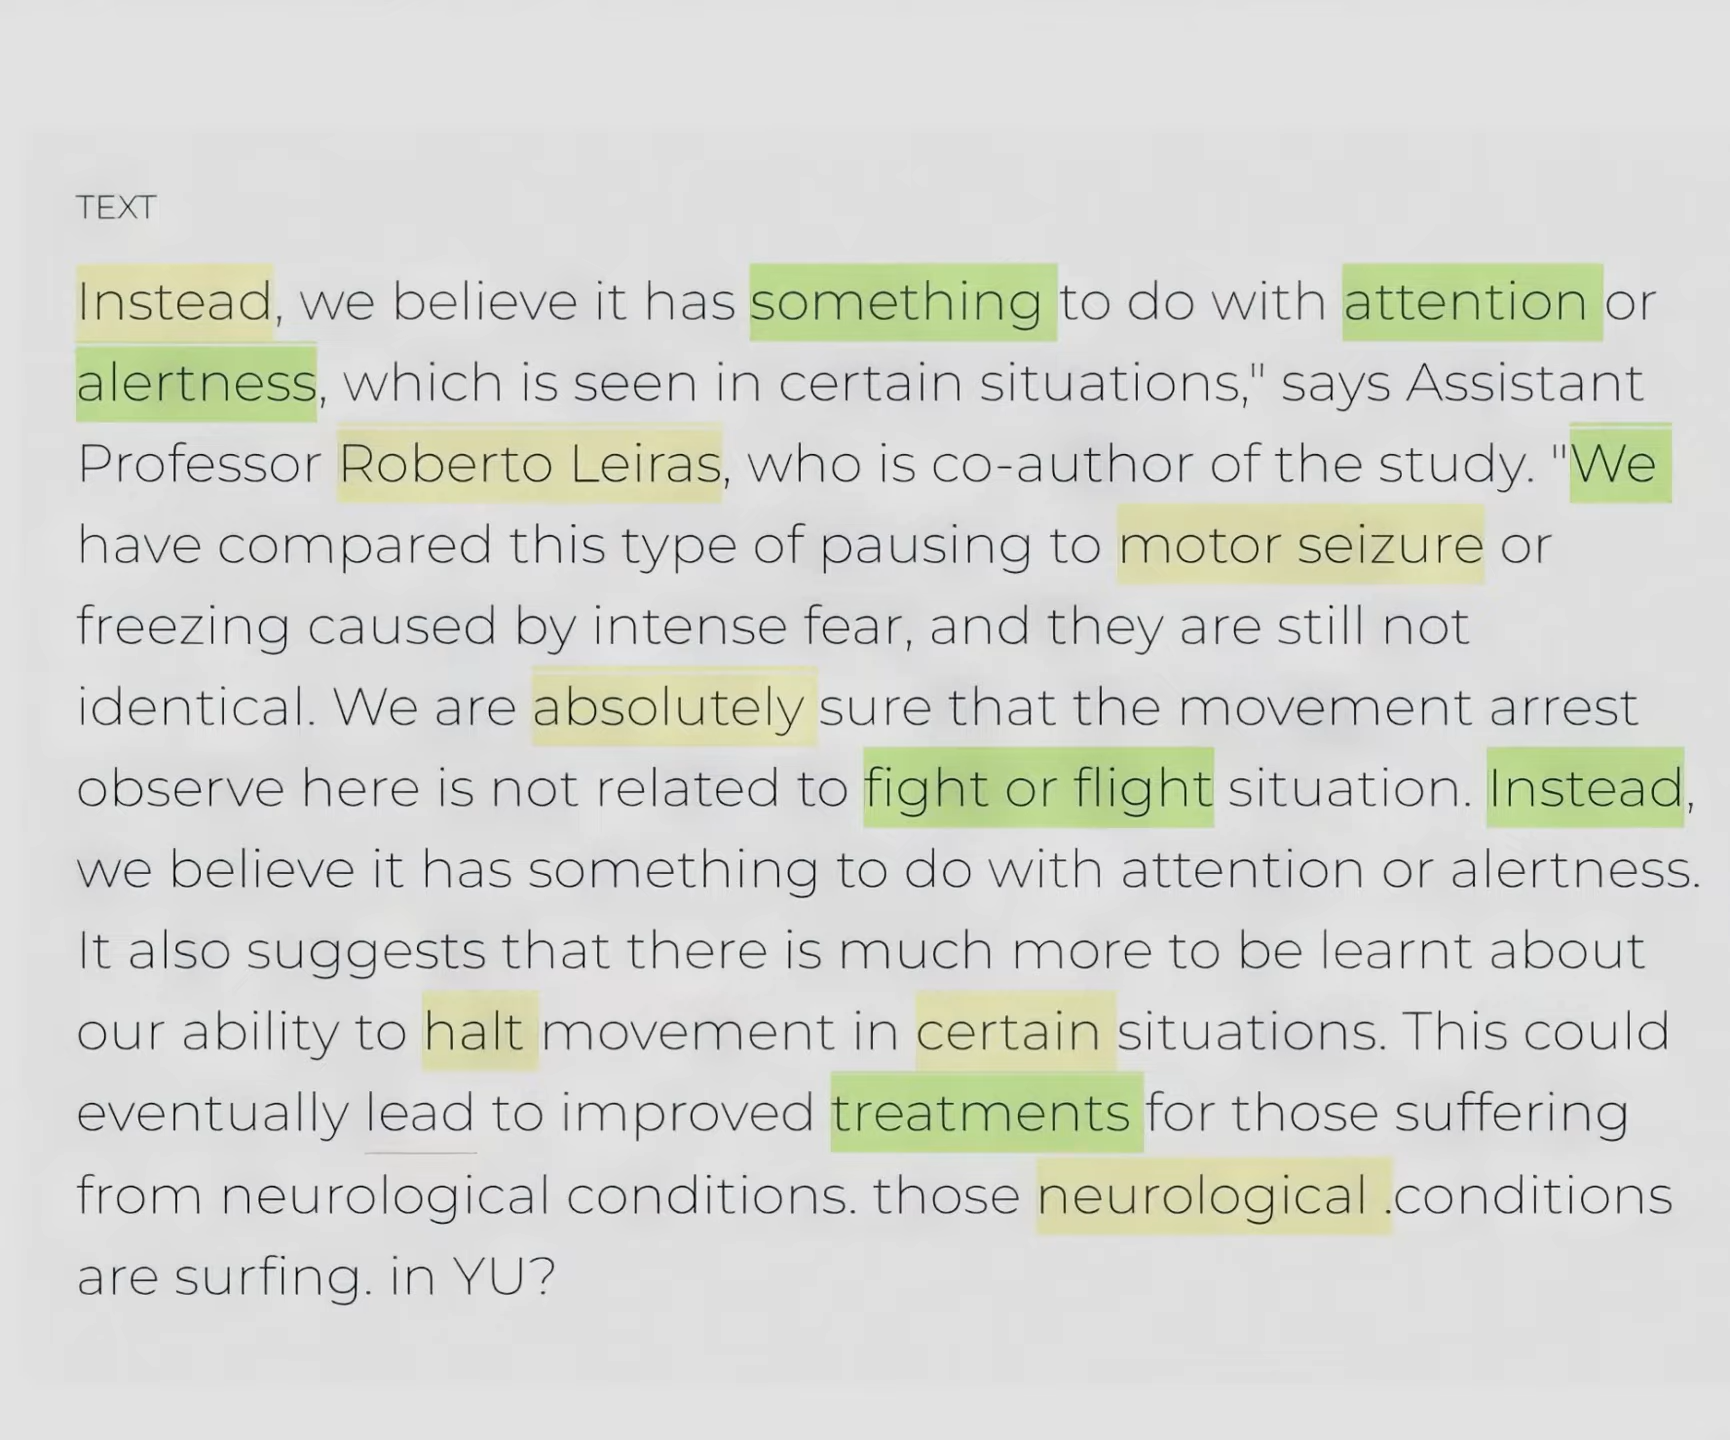 TEXT
Instead, we believe it has something to do with attention or
alertness, which is seen in certain situations," says Assistant
Professor Roberto Leiras, who is co-author of the study. "We
have compared this type of pausing to motor seizure or
freezing caused by intense fear, and they are still not
identical. We are absolutely sure that the movement arrest
observe here is not related to fight or flight situation. Instead,
we believe it has something to do with attention or alertness.
It also suggests that there is much more to be learnt about
our ability to halt movement in certain situations. This could
eventually lead to improved treatments for those suffering
from neurological conditions. those neurological .conditions
are surfing. in YU?